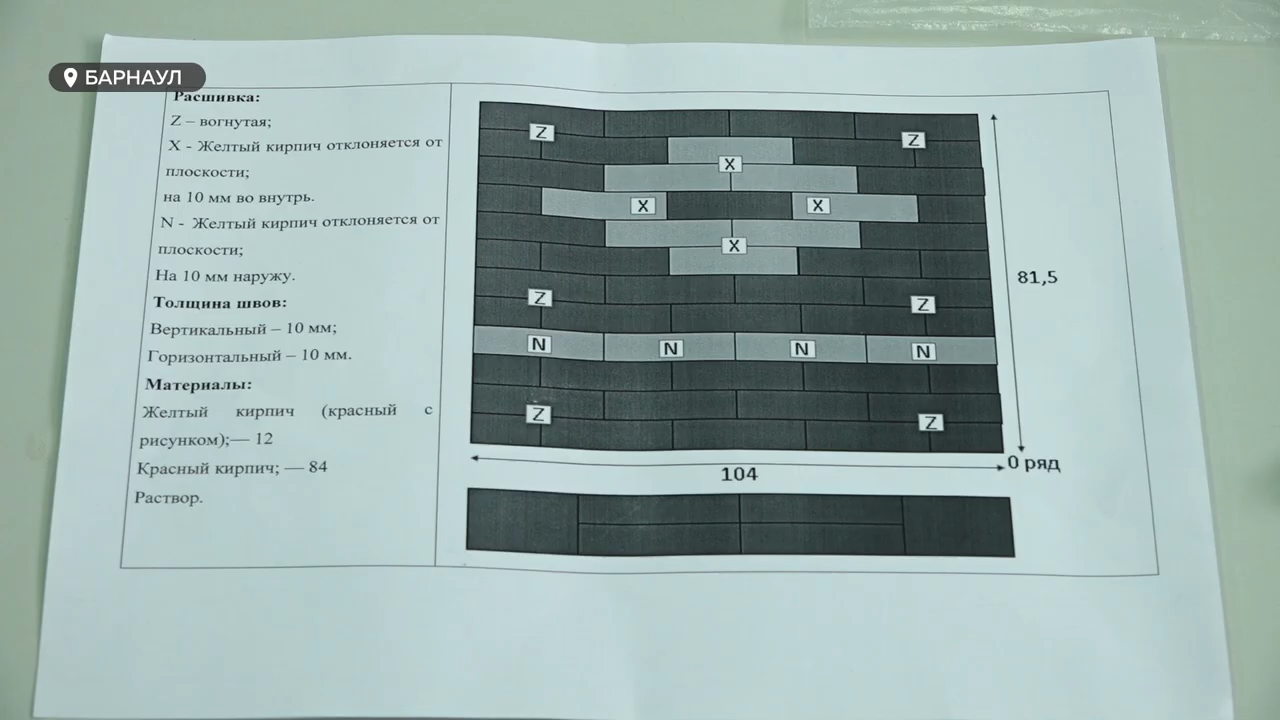 БАРНАУЛ
Расшивка:
Z – вогнутая;
X - Желтый кирпич отклоняется от
плоскости;
на 10 мм во внутрь.
N - Желтый кирпич отклоняется от
плоскости;
На 10 мм наружу.
Толщина швов:
Вертикальный – 10 мм;
Горизонтальный – 10 мм.
Материалы:
Желтый кирпич (красный с
рисунком);— 12
Красный кирпич; — 84
Раствор.
Z Z
X
X X
X
Z Z
N N N N
Z Z
81,5
0 ряд
104